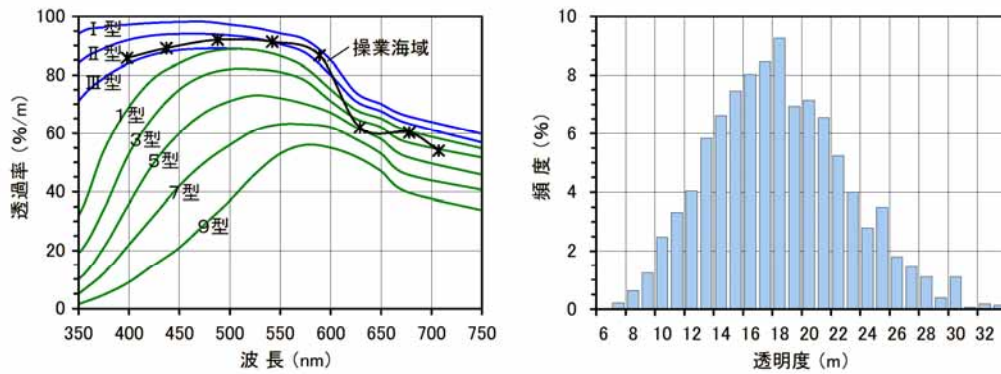 透過率 (%/m)
100
80
60
40
20
0
350 400 450 500 550 600 650 700 750
波 長 (nm)
Ⅰ型
Ⅱ型
Ⅲ型
1型
3型
5型
7型
9型
操業海域
頻 度 (%)
10
8
6
4
2
0
6 8 10 12 14 16 18 20 22 24 26 28 30 32
透明度 (m)